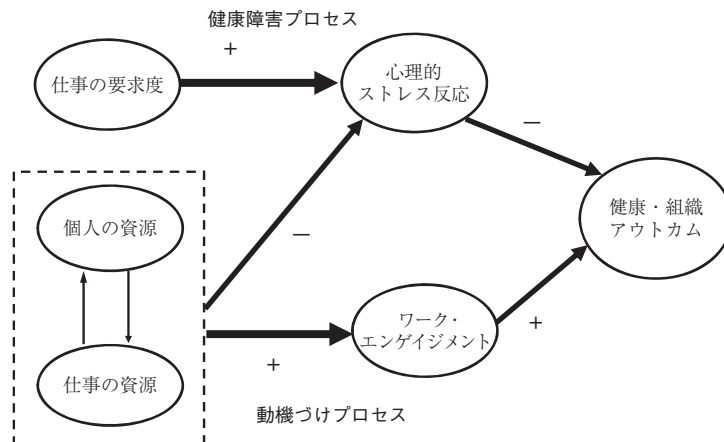 健康障害プロセス
+
仕事の要求度
心理的
ストレス反応
−
個人の資源
健康・組織
アウトカム
−
ワーク・
エンゲイジメント
+
+
仕事の資源
動機づけプロセス